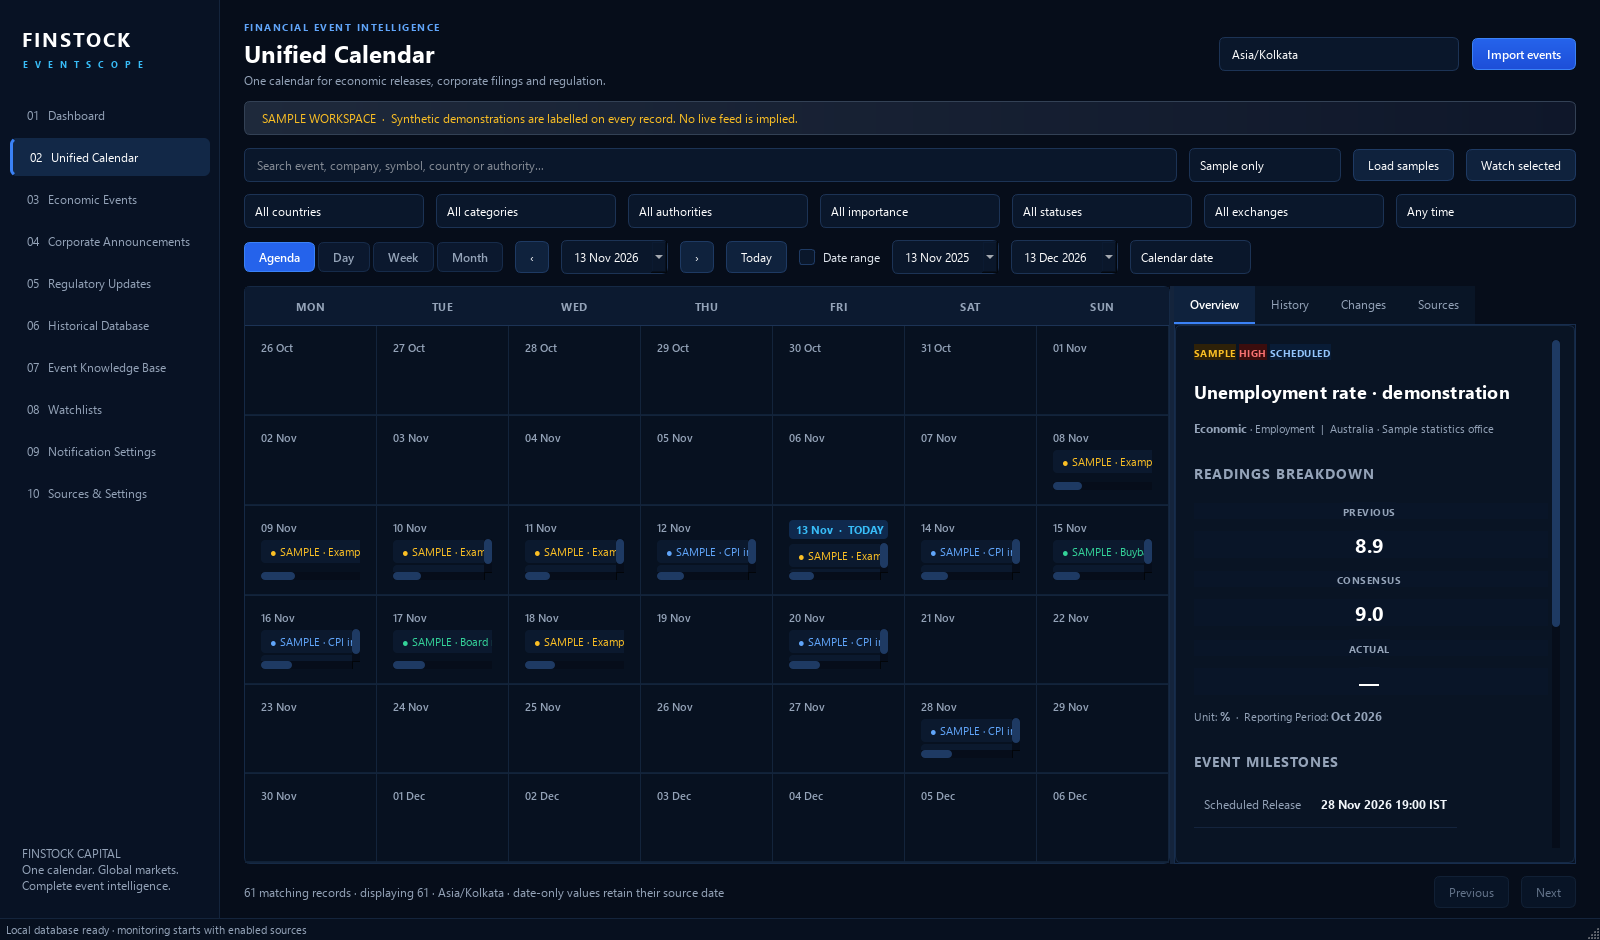 FINSTOCK
EVENTSCOPE
01 Dashboard
02 Unified Calendar
03 Economic Events
04 Corporate Announcements
05 Regulatory Updates
06 Historical Database
07 Event Knowledge Base
08 Watchlists
09 Notification Settings
10 Sources & Settings
FINSTOCK CAPITAL
One calendar. Global markets.
Complete event intelligence.
FINANCIAL EVENT INTELLIGENCE
Unified Calendar
One calendar for economic releases, corporate filings and regulation.
Asia/Kolkata
Import events
SAMPLE WORKSPACE · Synthetic demonstrations are labelled on every record. No live feed is implied.
Search event, company, symbol, country or authority...
Sample only
Load samples
Watch selected
All countries
All categories
All authorities
All importance
All statuses
All exchanges
Any time
Agenda
Day
Week
Month
‹
13 Nov 2026
›
Today
Date range
13 Nov 2025
13 Dec 2026
Calendar date
MON TUE WED THU FRI SAT SUN
26 Oct 27 Oct 28 Oct 29 Oct 30 Oct 31 Oct 01 Nov
02 Nov 03 Nov 04 Nov 05 Nov 06 Nov 07 Nov 08 Nov
● SAMPLE · Examp
09 Nov 10 Nov 11 Nov 12 Nov 13 Nov · TODAY 14 Nov 15 Nov
● SAMPLE · Examp ● SAMPLE · Exam ● SAMPLE · Exam ● SAMPLE · CPI i ● SAMPLE · Exam ● SAMPLE · CPI i ● SAMPLE · Buyb
16 Nov 17 Nov 18 Nov 19 Nov 20 Nov 21 Nov 22 Nov
● SAMPLE · CPI i ● SAMPLE · Board ● SAMPLE · Examp ● SAMPLE · CPI i
23 Nov 24 Nov 25 Nov 26 Nov 27 Nov 28 Nov 29 Nov
● SAMPLE · CPI i
30 Nov 01 Dec 02 Dec 03 Dec 04 Dec 05 Dec 06 Dec
Overview
History
Changes
Sources
SAMPLE HIGH SCHEDULED
Unemployment rate · demonstration
Economic · Employment | Australia · Sample statistics office
READINGS BREAKDOWN
PREVIOUS
8.9
CONSENSUS
9.0
ACTUAL
—
Unit: % · Reporting Period: Oct 2026
EVENT MILESTONES
Scheduled Release 28 Nov 2026 19:00 IST
61 matching records · displaying 61 · Asia/Kolkata · date-only values retain their source date
Previous
Next
Local database ready · monitoring starts with enabled sources